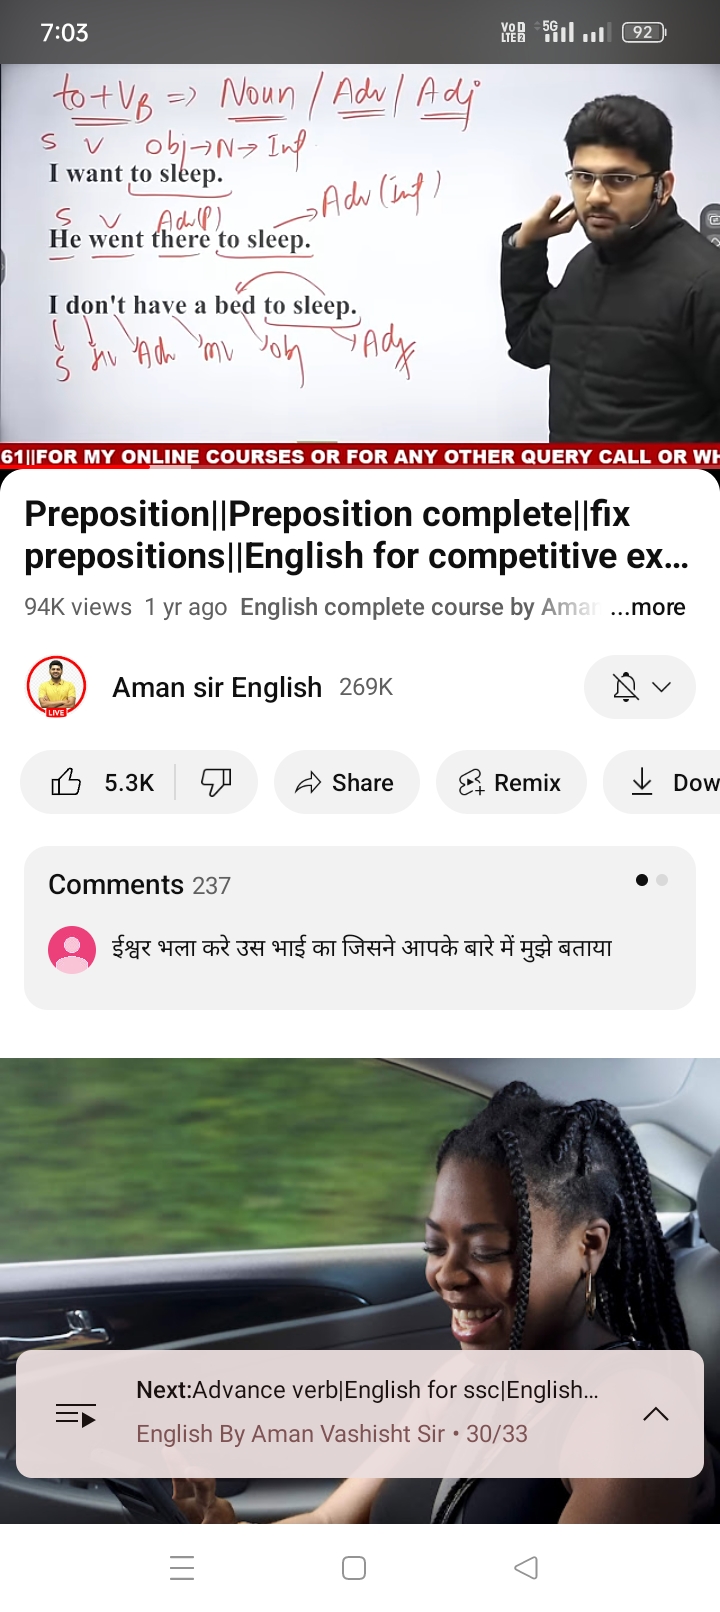 7:03
Vo LTE2 5G 92
to+VB => Noun / Adv / Adj
S V Obj→N→ Inf
I want to sleep.
S V Adv(P) → Adv (Inf)
He went there to sleep.
I don't have a bed to sleep.
S HV Adv MV Obj → Adj
61||FOR MY ONLINE COURSES OR FOR ANY OTHER QUERY CALL OR WH
Preposition||Preposition complete||fix
prepositions||English for competitive ex...
94K views 1 yr ago English complete course by Aman ...more
LIVE
Aman sir English 269K
5.3K Share Remix Dow
Comments 237
ईश्वर भला करे उस भाई का जिसने आपके बारे में मुझे बताया
Next:Advance verb|English for ssc|English...
English By Aman Vashisht Sir • 30/33